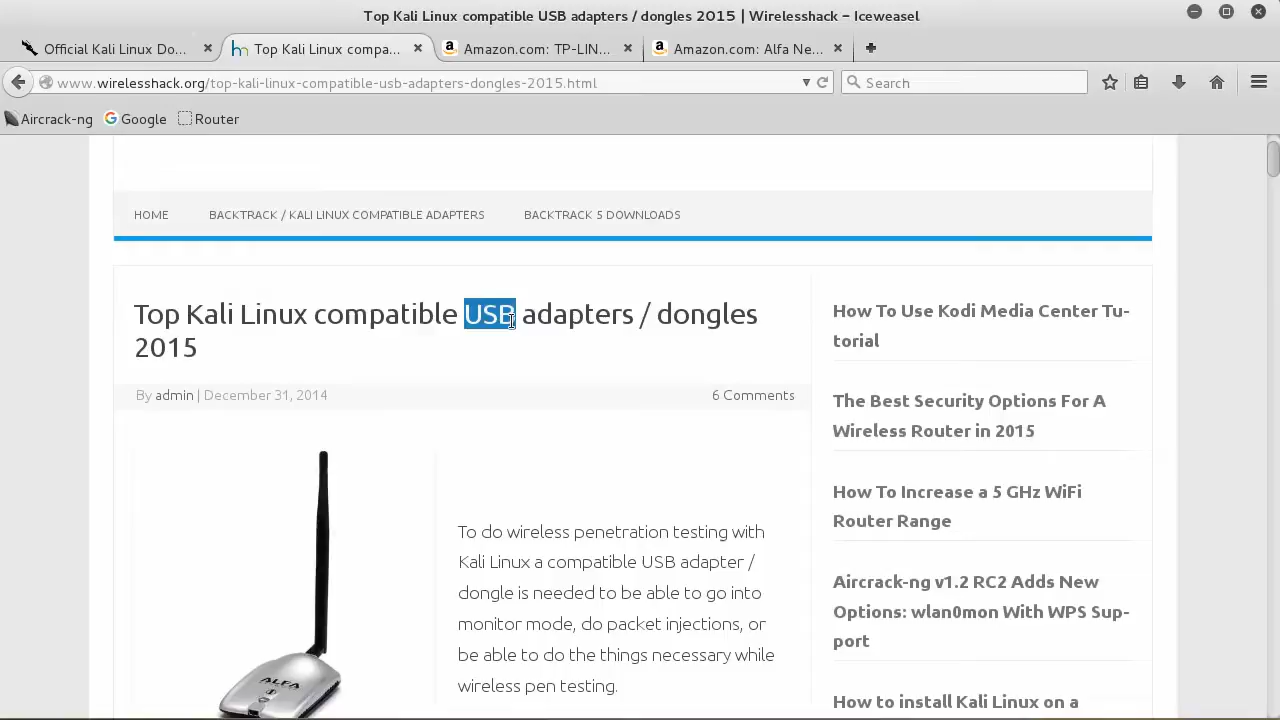 Top Kali Linux compatible USB adapters / dongles 2015 | Wirelesshack - Iceweasel
Official Kali Linux Do...
Top Kali Linux compa...
Amazon.com: TP-LIN...
Amazon.com: Alfa Ne...
www.wirelesshack.org/top-kali-linux-compatible-usb-adapters-dongles-2015.html
Search
Aircrack-ng
Google
Router
HOME
BACKTRACK / KALI LINUX COMPATIBLE ADAPTERS
BACKTRACK 5 DOWNLOADS
Top Kali Linux compatible USB adapters / dongles
2015
By admin | December 31, 2014
6 Comments
ALFA
To do wireless penetration testing with
Kali Linux a compatible USB adapter /
dongle is needed to be able to go into
monitor mode, do packet injections, or
be able to do the things necessary while
wireless pen testing.
How To Use Kodi Media Center Tu-
torial
The Best Security Options For A
Wireless Router in 2015
How To Increase a 5 GHz WiFi
Router Range
Aircrack-ng v1.2 RC2 Adds New
Options: wlan0mon With WPS Sup-
port
How to install Kali Linux on a